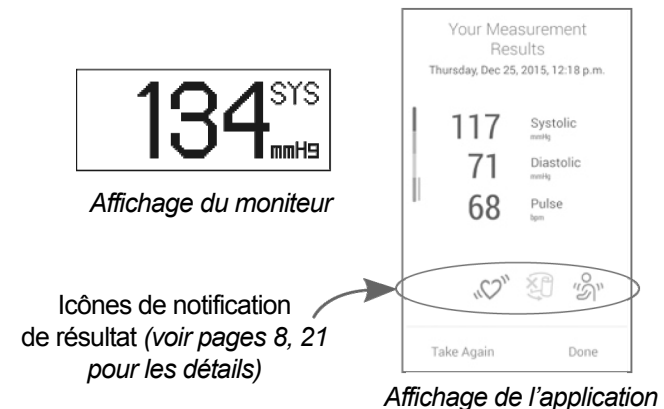 134 SYS
mmHg
Affichage du moniteur
Icônes de notification
de résultat (voir pages 8, 21
pour les détails)
Your Measurement
Results
Thursday, Dec 25, 2015, 12:18 p.m.
117 Systolic
mmHg
71 Diastolic
mmHg
68 Pulse
bpm
Take Again Done
Affichage de l’application